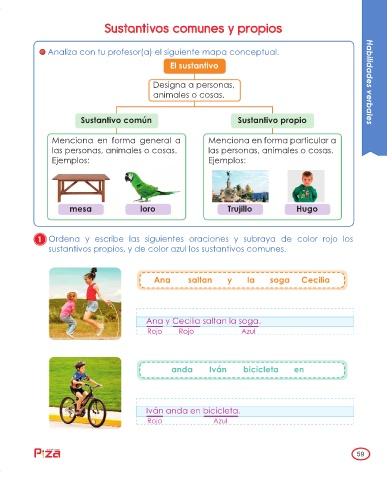 Sustantivos comunes y propios
Analiza con tu profesor(a) el siguiente mapa conceptual.
El sustantivo
Designa a personas,
animales o cosas.
Sustantivo común
Sustantivo propio
Menciona en forma general a
las personas, animales o cosas.
Ejemplos:
Menciona en forma particular a
las personas, animales o cosas.
Ejemplos:
mesa
loro
Trujillo
Hugo
Habilidades verbales
1 Ordena y escribe las siguientes oraciones y subraya de color rojo los
sustantivos propios, y de color azul los sustantivos comunes.
Ana saltan y la soga Cecilia
Ana y Cecilia saltan la soga.
Rojo Rojo Azul
anda Iván bicicleta en
Iván anda en bicicleta.
Rojo Azul
Pizza
59